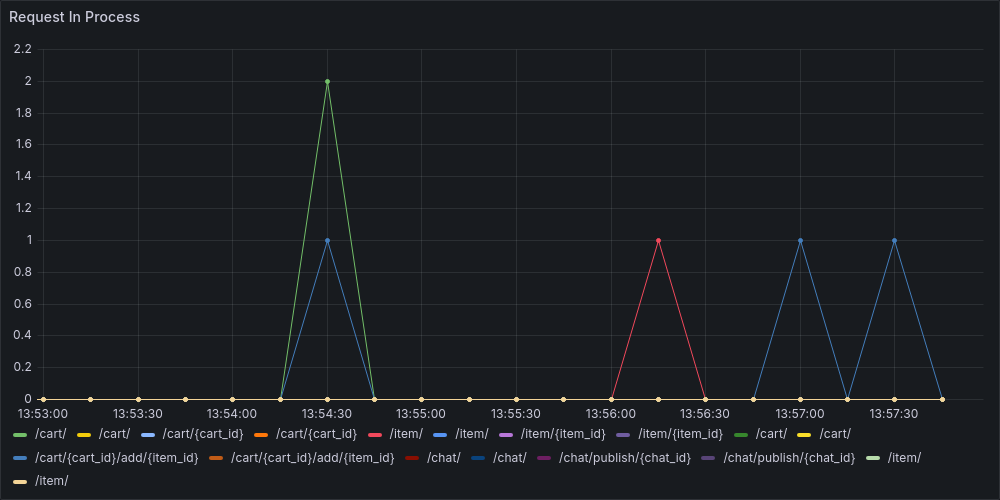 Request In Process
2.2
2
1.8
1.6
1.4
1.2
1
0.8
0.6
0.4
0.2
0
13:53:00 13:53:30 13:54:00 13:54:30 13:55:00 13:55:30 13:56:00 13:56:30 13:57:00 13:57:30
/cart/ /cart/ /cart/{cart_id} /cart/{cart_id} /item/ /item/ /item/{item_id} /item/{item_id} /cart/ /cart/
/cart/{cart_id}/add/{item_id} /cart/{cart_id}/add/{item_id} /chat/ /chat/ /chat/publish/{chat_id} /chat/publish/{chat_id} /item/
/item/